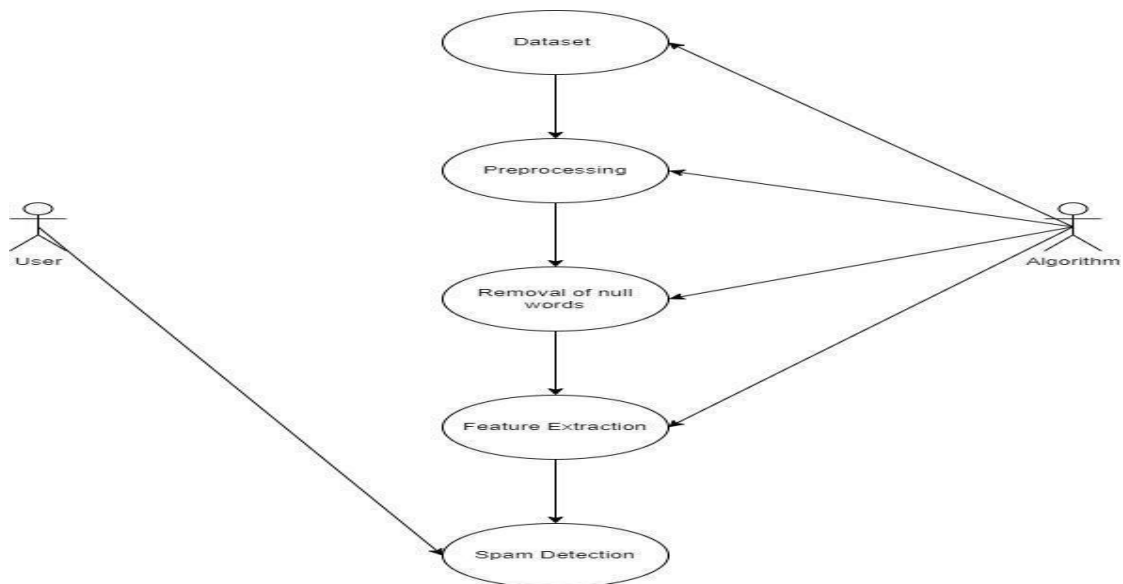 Dataset
Preprocessing
User
Algorithm
Removal of null
words
Feature Extraction
Spam Detection